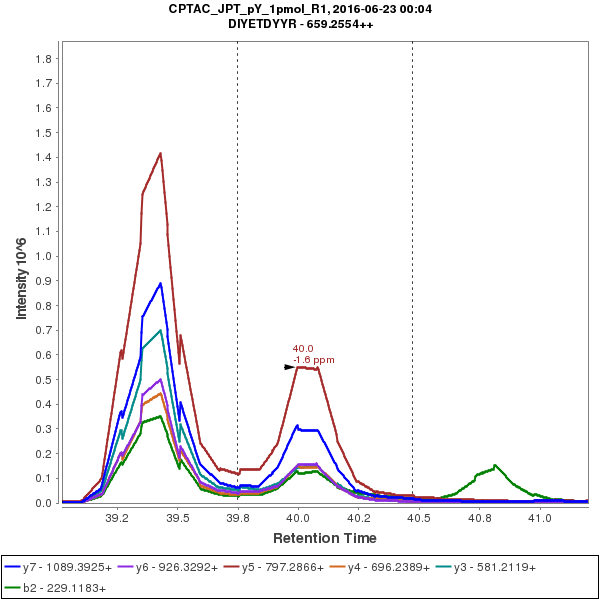 CPTAC_JPT_pY_1pmol_R1, 2016-06-23 00:04
DIYETDYYR - 659.2554++
Intensity 10^6
1.8
1.7
1.6
1.5
1.4
1.3
1.2
1.1
1.0
0.9
0.8
0.7
0.6
0.5
0.4
0.3
0.2
0.1
0.0
40.0
-1.6 ppm
39.2 39.5 39.8 40.0 40.2 40.5 40.8 41.0
Retention Time
y7 - 1089.3925+ y6 - 926.3292+ y5 - 797.2866+ y4 - 696.2389+ y3 - 581.2119+
b2 - 229.1183+